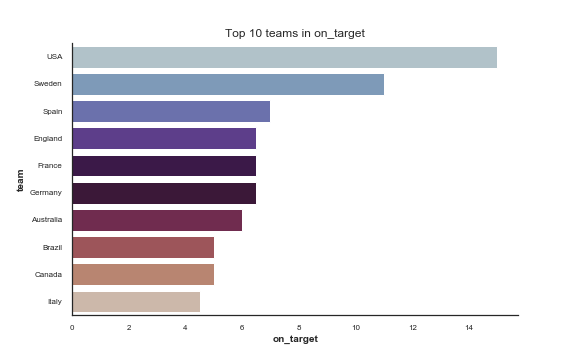 Top 10 teams in on_target
USA
Sweden
Spain
England
France
Germany
Australia
Brazil
Canada
Italy
team
0 2 4 6 8 10 12 14
on_target